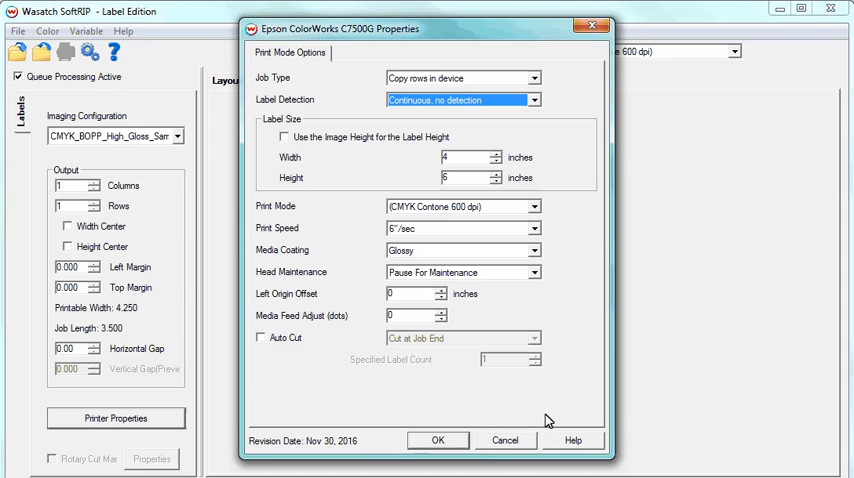 Wasatch SoftRIP - Label Edition
File Color Variable Help
Queue Processing Active
Labels
Imaging Configuration
CMYK_BOPP_High_Gloss_Sam
Output
1 Columns
1 Rows
Width Center
Height Center
0.000 Left Margin
0.000 Top Margin
Printable Width: 4.250
Job Length: 3.500
0.00 Horizontal Gap
0.000 Vertical Gap(Previe
Printer Properties
Rotary Cut Mar Properties
Layou
600 dpi)
Epson ColorWorks C7500G Properties
Print Mode Options
Job Type Copy rows in device
Label Detection Continuous, no detection
Label Size
Use the Image Height for the Label Height
Width 4 inches
Height 6 inches
Print Mode (CMYK Contone 600 dpi)
Print Speed 6"/sec
Media Coating Glossy
Head Maintenance Pause For Maintenance
Left Origin Offset 0 inches
Media Feed Adjust (dots) 0
Auto Cut Cut at Job End
Specified Label Count 1
Revision Date: Nov 30, 2016 OK Cancel Help